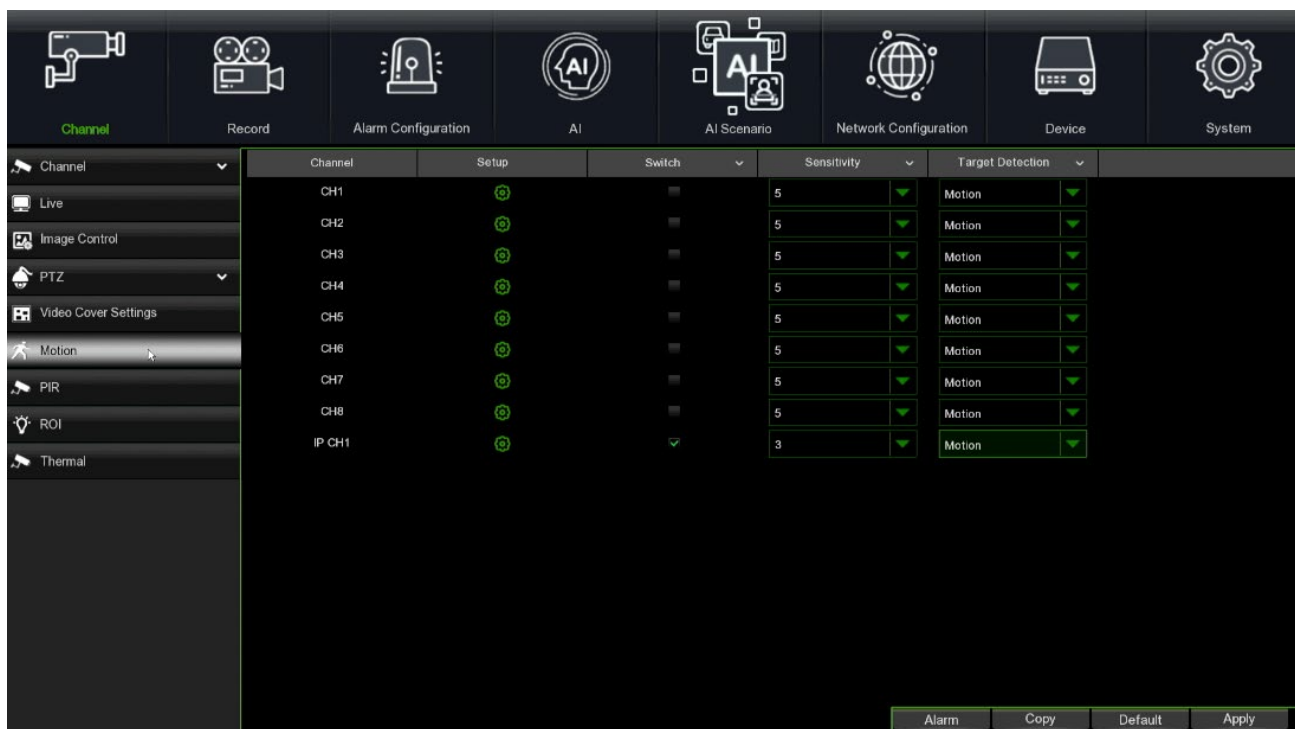 AI
AI
Channel Record Alarm Configuration AI AI Scenario Network Configuration Device System
Channel
Live
Image Control
PTZ
Video Cover Settings
Motion
PIR
ROI
Thermal
Channel Setup Switch Sensitivity Target Detection
CH1 5 Motion
CH2 5 Motion
CH3 5 Motion
CH4 5 Motion
CH5 5 Motion
CH6 5 Motion
CH7 5 Motion
CH8 5 Motion
IP CH1 3 Motion
Alarm Copy Default Apply